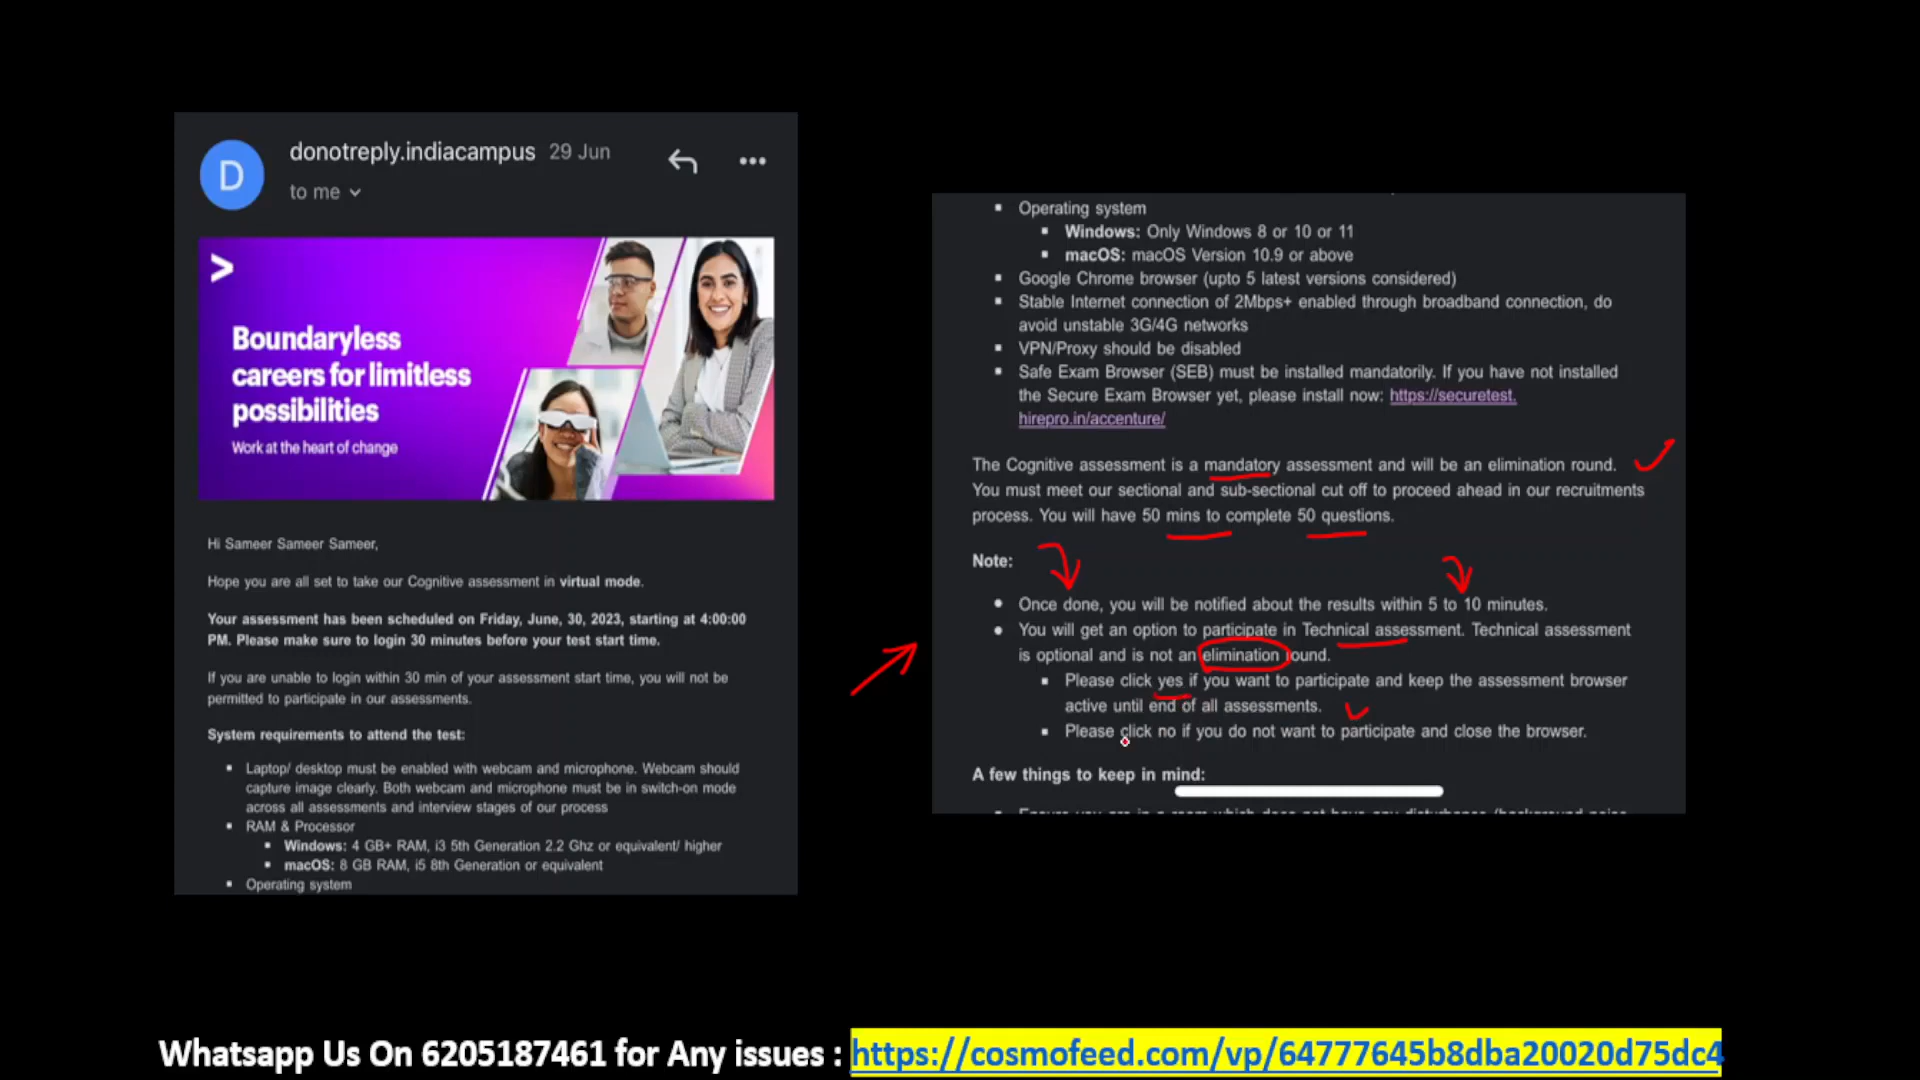 D
donotreply.indiacampus 29 Jun
to me
Boundaryless
careers for limitless
possibilities
Work at the heart of change
Hi Sameer Sameer Sameer,
Hope you are all set to take our Cognitive assessment in virtual mode.
Your assessment has been scheduled on Friday, June, 30, 2023, starting at 4:00:00
PM. Please make sure to login 30 minutes before your test start time.
If you are unable to login within 30 min of your assessment start time, you will not be
permitted to participate in our assessments.
System requirements to attend the test:
Laptop/ desktop must be enabled with webcam and microphone. Webcam should
capture image clearly. Both webcam and microphone must be in switch-on mode
across all assessments and interview stages of our process
RAM & Processor
Windows: 4 GB+ RAM, i3 5th Generation 2.2 Ghz or equivalent/ higher
macOS: 8 GB RAM, i5 8th Generation or equivalent
Operating system
Operating system
Windows: Only Windows 8 or 10 or 11
macOS: macOS Version 10.9 or above
Google Chrome browser (upto 5 latest versions considered)
Stable Internet connection of 2Mbps+ enabled through broadband connection, do
avoid unstable 3G/4G networks
VPN/Proxy should be disabled
Safe Exam Browser (SEB) must be installed mandatorily. If you have not installed
the Secure Exam Browser yet, please install now: https://securetest.
hirepro.in/accenture/
The Cognitive assessment is a mandatory assessment and will be an elimination round.
You must meet our sectional and sub-sectional cut off to proceed ahead in our recruitments
process. You will have 50 mins to complete 50 questions.
Note:
Once done, you will be notified about the results within 5 to 10 minutes.
You will get an option to participate in Technical assessment. Technical assessment
is optional and is not an elimination round.
Please click yes if you want to participate and keep the assessment browser
active until end of all assessments.
Please click no if you do not want to participate and close the browser.
A few things to keep in mind:
Ensure you are in a room which does not have any disturbance (background noise
Whatsapp Us On 6205187461 for Any issues : https://cosmofeed.com/vp/64777645b8dba20020d75dc4